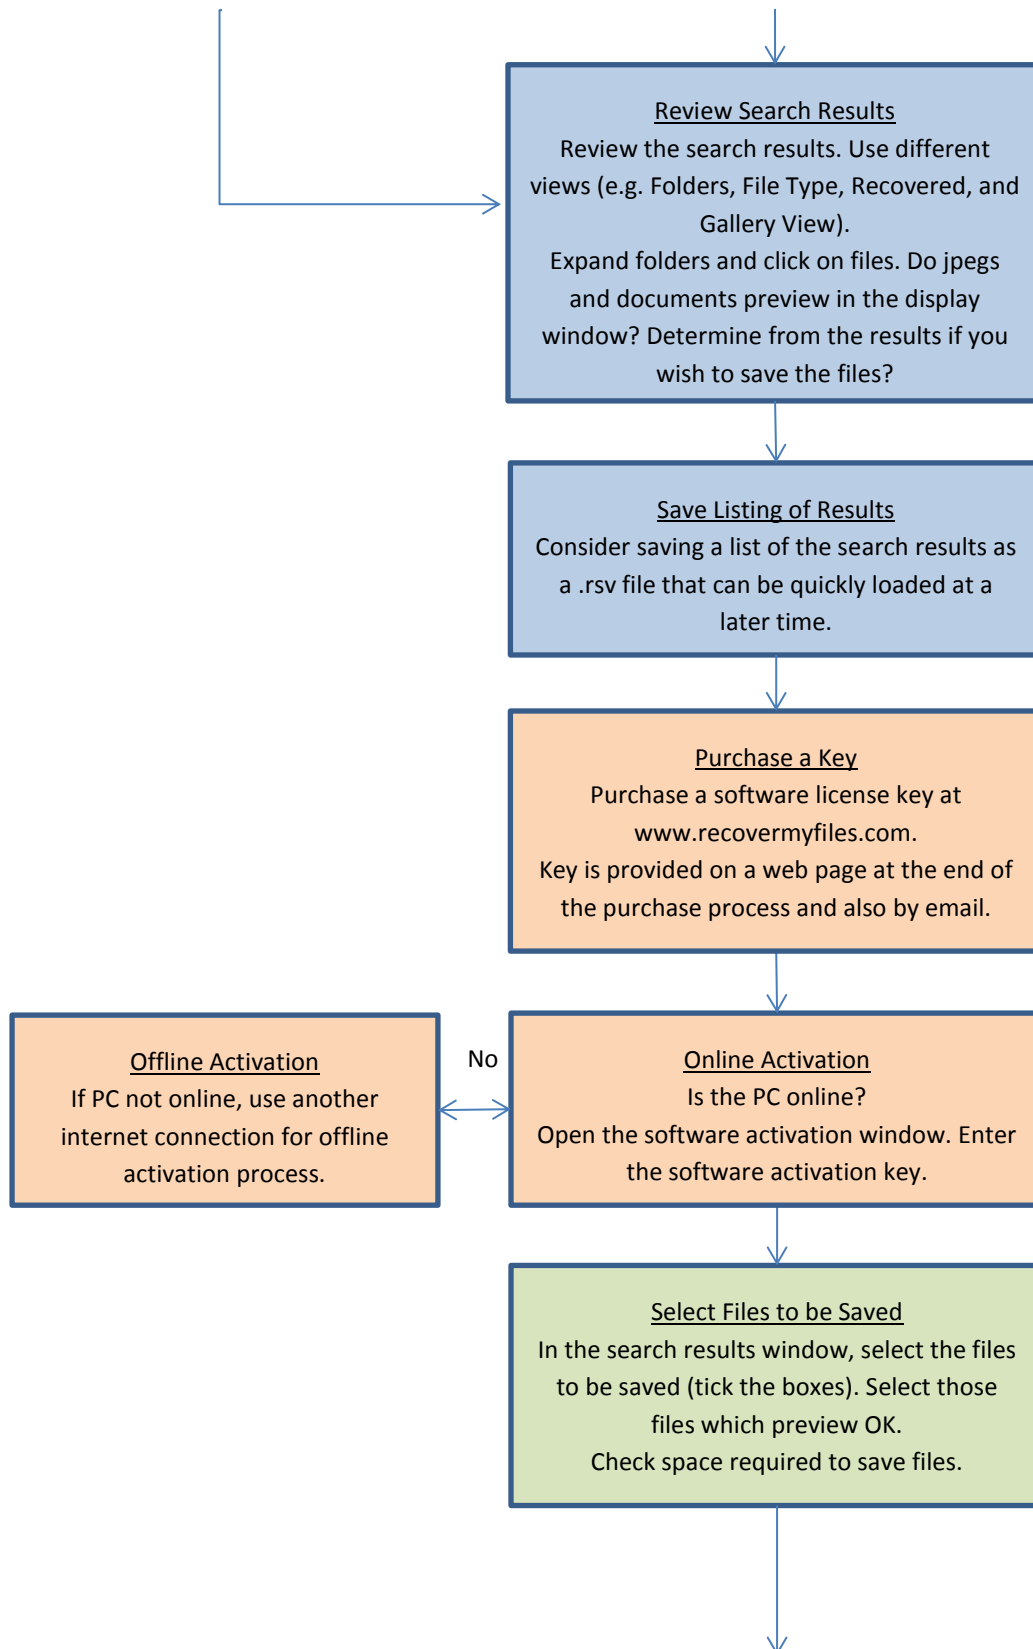 Review Search Results
Review the search results. Use different
views (e.g. Folders, File Type, Recovered, and
Gallery View).
Expand folders and click on files. Do jpegs
and documents preview in the display
window? Determine from the results if you
wish to save the files?
Save Listing of Results
Consider saving a list of the search results as
a .rsv file that can be quickly loaded at a
later time.
Purchase a Key
Purchase a software license key at
www.recovermyfiles.com.
Key is provided on a web page at the end of
the purchase process and also by email.
Offline Activation
If PC not online, use another
internet connection for offline
activation process.
No
Online Activation
Is the PC online?
Open the software activation window. Enter
the software activation key.
Select Files to be Saved
In the search results window, select the files
to be saved (tick the boxes). Select those
files which preview OK.
Check space required to save files.